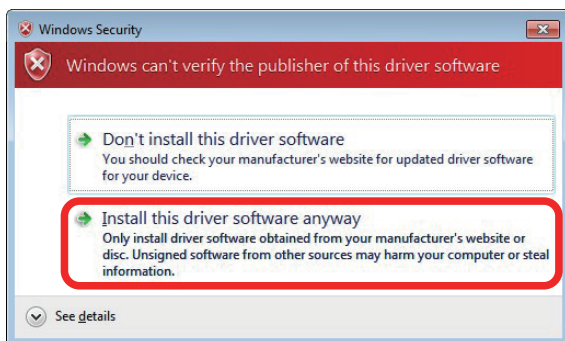 Windows Security
Windows can't verify the publisher of this driver software
Don't install this driver software
You should check your manufacturer's website for updated driver software
for your device.
Install this driver software anyway
Only install driver software obtained from your manufacturer's website or
disc. Unsigned software from other sources may harm your computer or steal
information.
See details